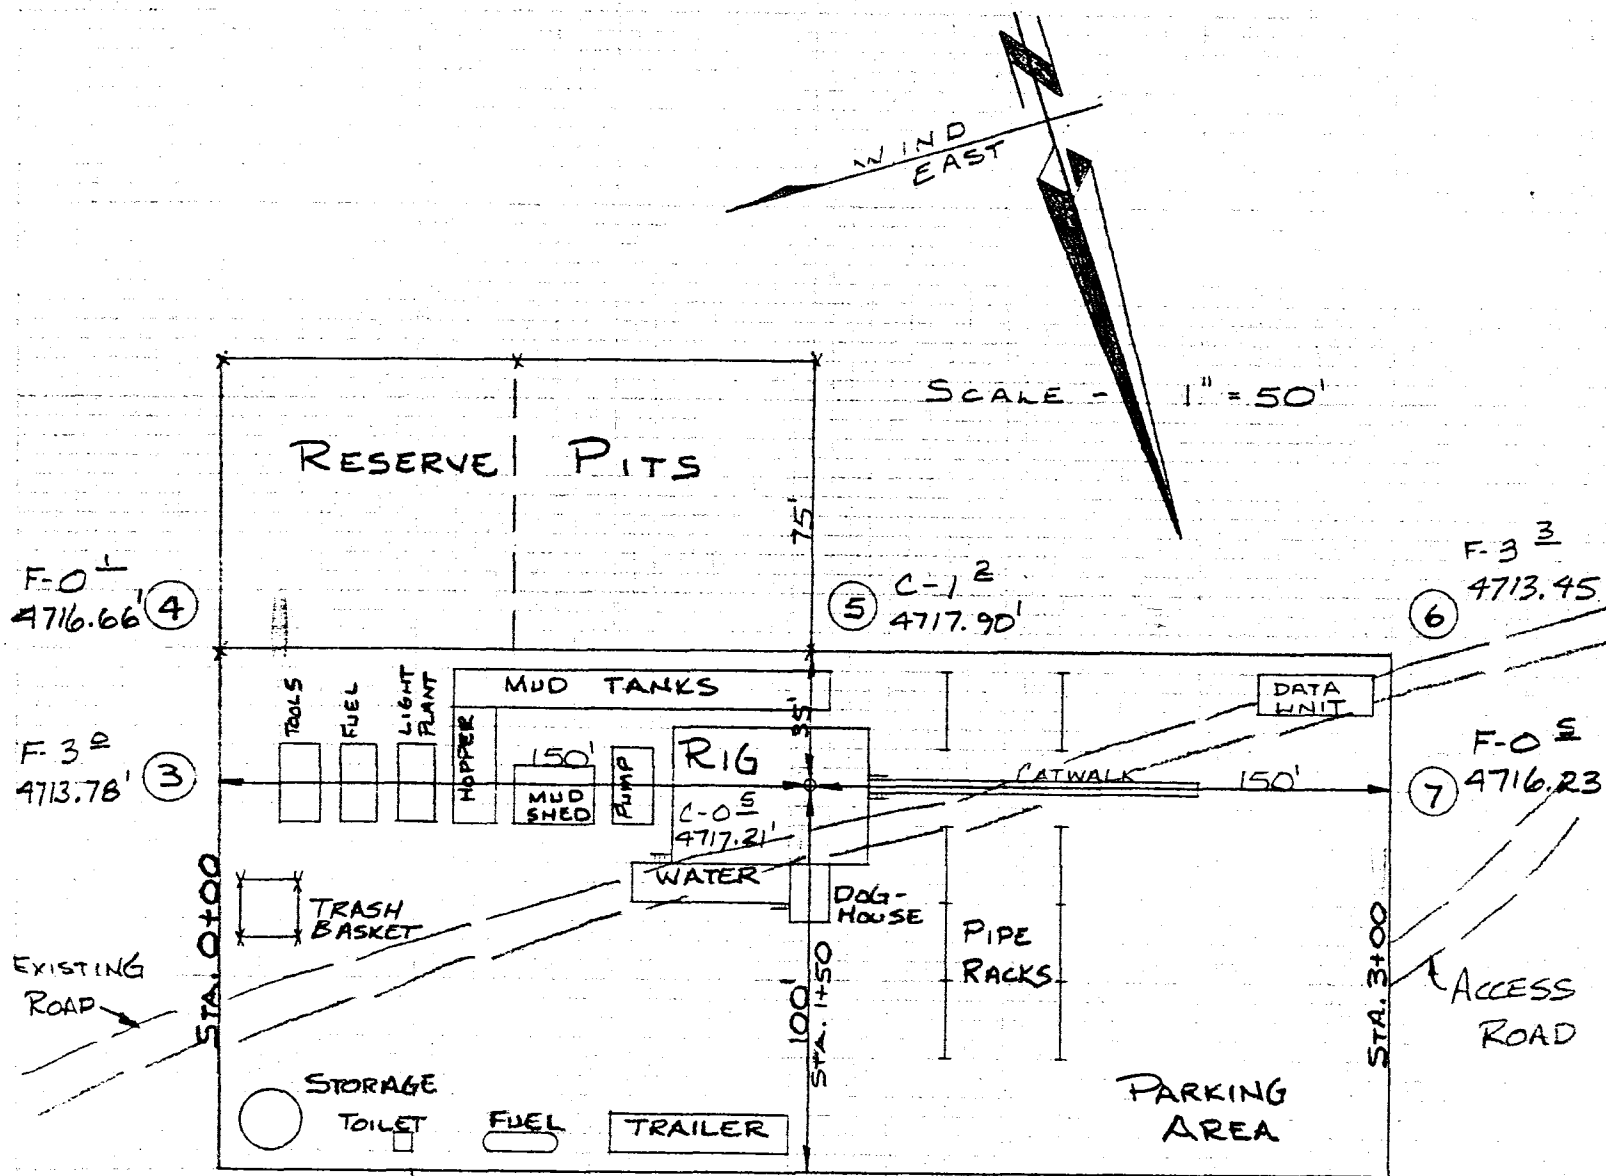 WIND
EAST
SCALE - 1" = 50'
RESERVE PITS
75'
F-0 1
4716.66'
4
5
C-1 2
4717.90'
F-3 3
4713.45
6
MUD TANKS
TOOLS
FUEL
LIGHT
PLANT
HOPPER
35'
DATA
UNIT
F-3 0
4713.78'
3
150'
MUD
SHED
PUMP
RIG
C-0 5
4717.21'
CATWALK
150'
F-0 5
4716.23
7
WATER
DOG-
HOUSE
TRASH
BASKET
STA. 0+00
PIPE
RACKS
EXISTING
ROAD
100'
STA. 1+50
STA. 3+00
ACCESS
ROAD
STORAGE
TOILET
FUEL
TRAILER
PARKING
AREA